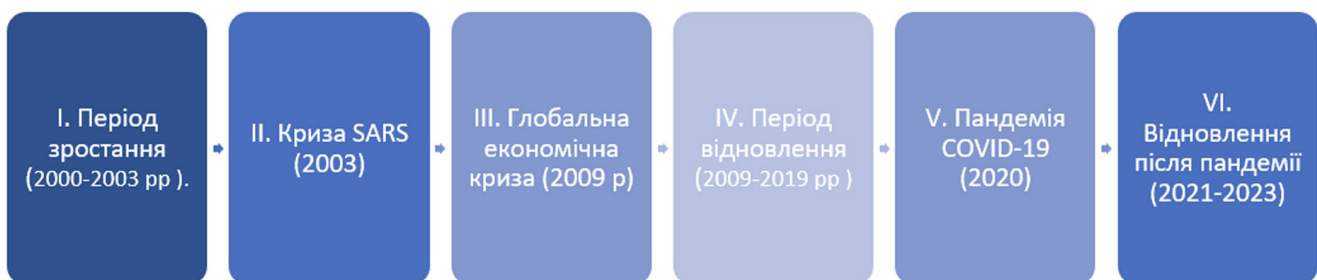 I. Період
зростання
(2000-2003 рр ).
II. Криза SARS
(2003)
III. Глобальна
економічна
криза (2009 р)
IV. Період
відновлення
(2009-2019 рр )
V. Пандемія
COVID-19
(2020)
VI.
Відновлення
після пандемії
(2021-2023)